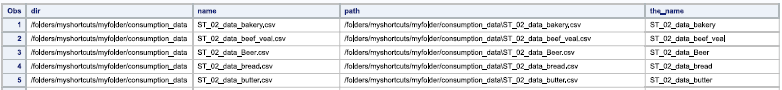 Obs dir name path the_name
1 /folders/myshortcuts/myfolder/consumption_data ST_02_data_bakery.csv /folders/myshortcuts/myfolder/consumption_data\ST_02_data_bakery.csv ST_02_data_bakery
2 /folders/myshortcuts/myfolder/consumption_data ST_02_data_beef_veal.csv /folders/myshortcuts/myfolder/consumption_data\ST_02_data_beef_veal.csv ST_02_data_beef_veal
3 /folders/myshortcuts/myfolder/consumption_data ST_02_data_Beer.csv /folders/myshortcuts/myfolder/consumption_data\ST_02_data_Beer.csv ST_02_data_Beer
4 /folders/myshortcuts/myfolder/consumption_data ST_02_data_bread.csv /folders/myshortcuts/myfolder/consumption_data\ST_02_data_bread.csv ST_02_data_bread
5 /folders/myshortcuts/myfolder/consumption_data ST_02_data_butter.csv /folders/myshortcuts/myfolder/consumption_data\ST_02_data_butter.csv ST_02_data_butter